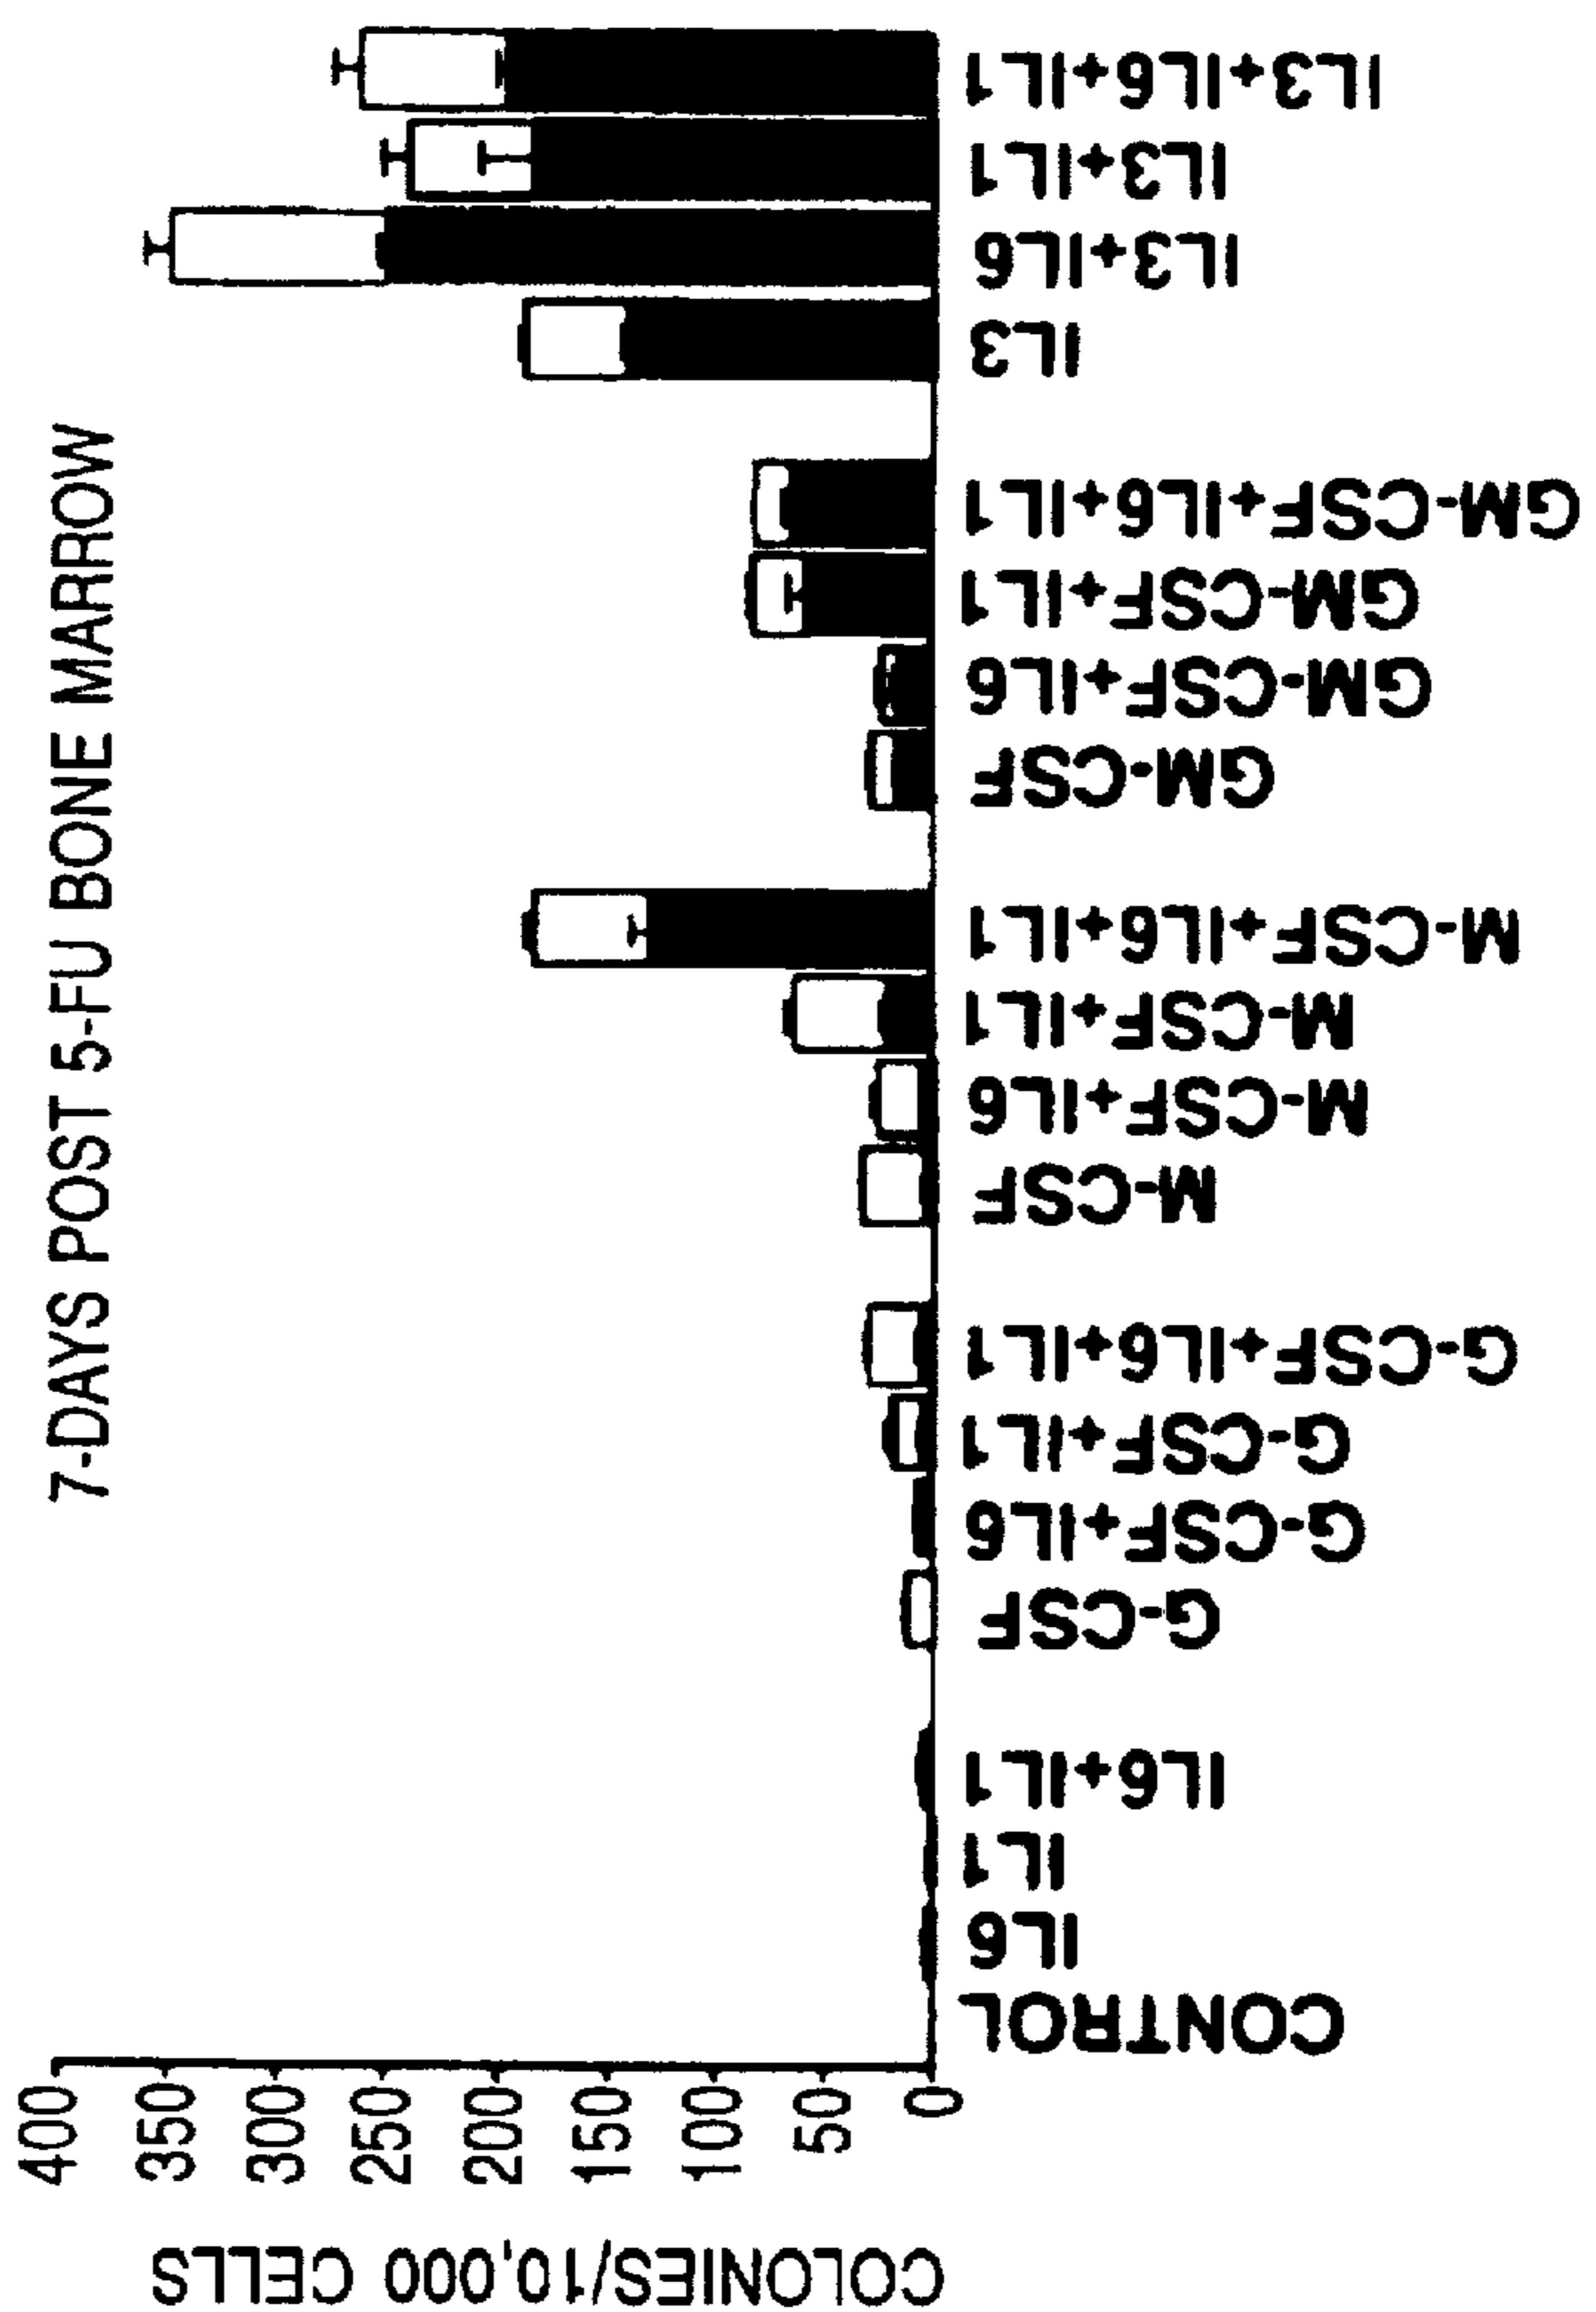 7-DAYS POST 5-FU BONE MARROW
COLONIES/10,000 CELLS
400
350
300
250
200
150
100
50
0
CONTROL
IL6
IL1
IL6+IL1
G-CSF
G-CSF+IL6
G-CSF+IL1
G-CSF+IL6+IL1
M-CSF
M-CSF+IL6
M-CSF+IL1
M-CSF+IL6+IL1
GM-CSF
GM-CSF+IL6
GM-CSF+IL1
GM-CSF+IL6+IL1
IL3
IL3+IL6
IL3+IL1
IL3+IL6+IL1